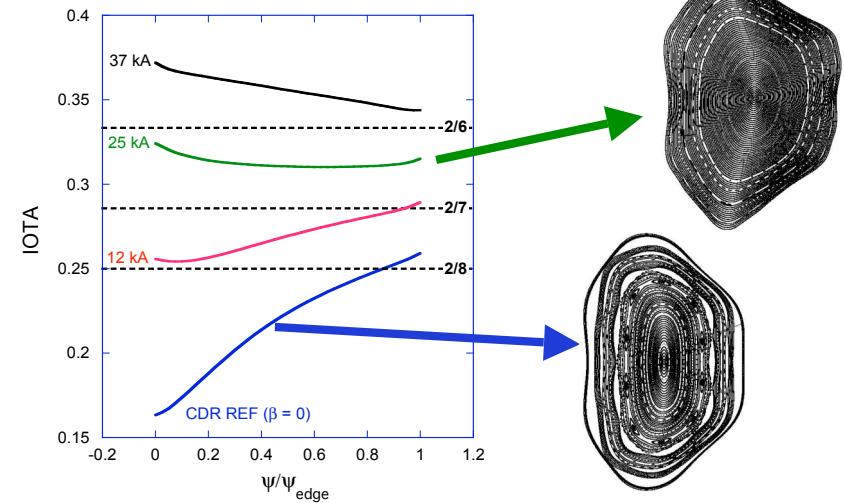 0.4
37 kA
0.35
2/6
25 kA
0.3
2/7
IOTA
12 kA
0.25
2/8
0.2
CDR REF (β = 0)
0.15
-0.2 0 0.2 0.4 0.6 0.8 1 1.2
ψ/ψedge